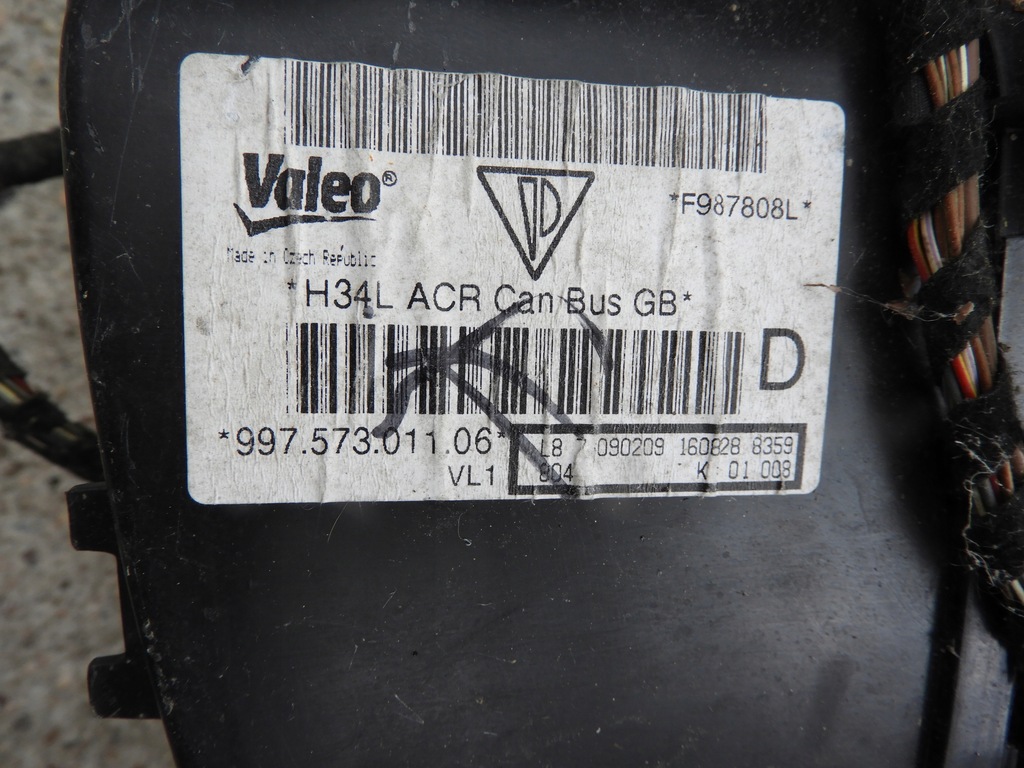 Valeo®
D
*F987808L*
Made in Czech Republic
*H34L ACR Can Bus GB*
D
*997.573.011.06*
VL1
L8 7 090209 160828 8359
804 K 01 008